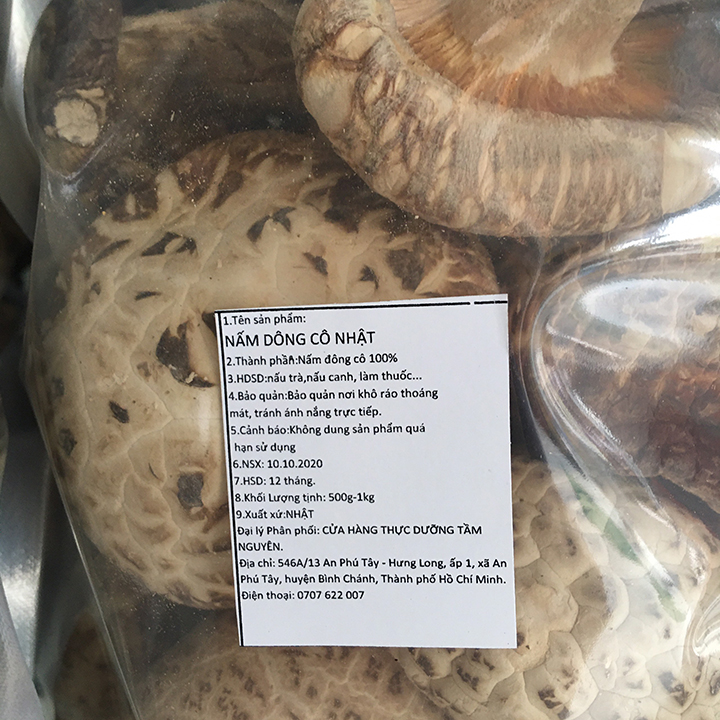 1.Tên sản phẩm:
NẤM DÔNG CÔ NHẬT
2.Thành phần:Nấm đông cô 100%
3.HDSD:nấu trà,nấu canh, làm thuốc...
4.Bảo quản:Bảo quản nơi khô ráo thoáng
mát, tránh ánh nắng trực tiếp.
5.Cảnh báo:Không dung sản phẩm quá
hạn sử dụng
6.NSX: 10.10.2020
7.HSD: 12 tháng.
8.Khối Lượng tịnh: 500g-1kg
9.Xuất xứ:NHẬT
Đại lý Phân phối: CỬA HÀNG THỰC DƯỠNG TẦM
NGUYÊN.
Địa chỉ: 546A/13 An Phú Tây - Hưng Long, ấp 1, xã An
Phú Tây, huyện Bình Chánh, Thành phố Hồ Chí Minh.
Điện thoại: 0707 622 007